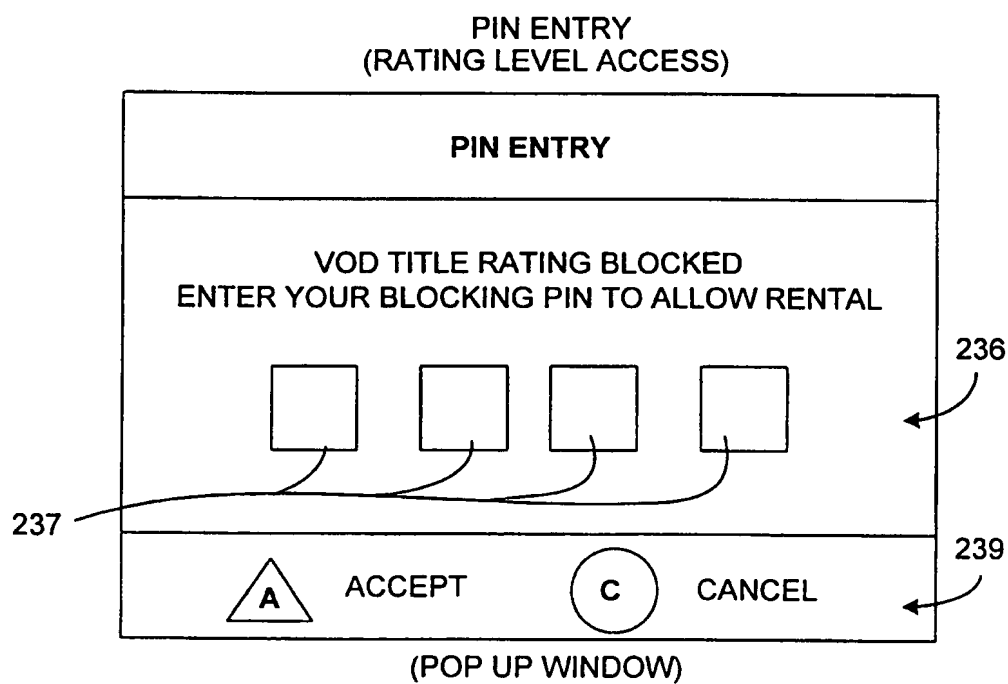 PIN ENTRY
(RATING LEVEL ACCESS)
PIN ENTRY
VOD TITLE RATING BLOCKED
ENTER YOUR BLOCKING PIN TO ALLOW RENTAL
236
237
239
A ACCEPT C CANCEL
(POP UP WINDOW)